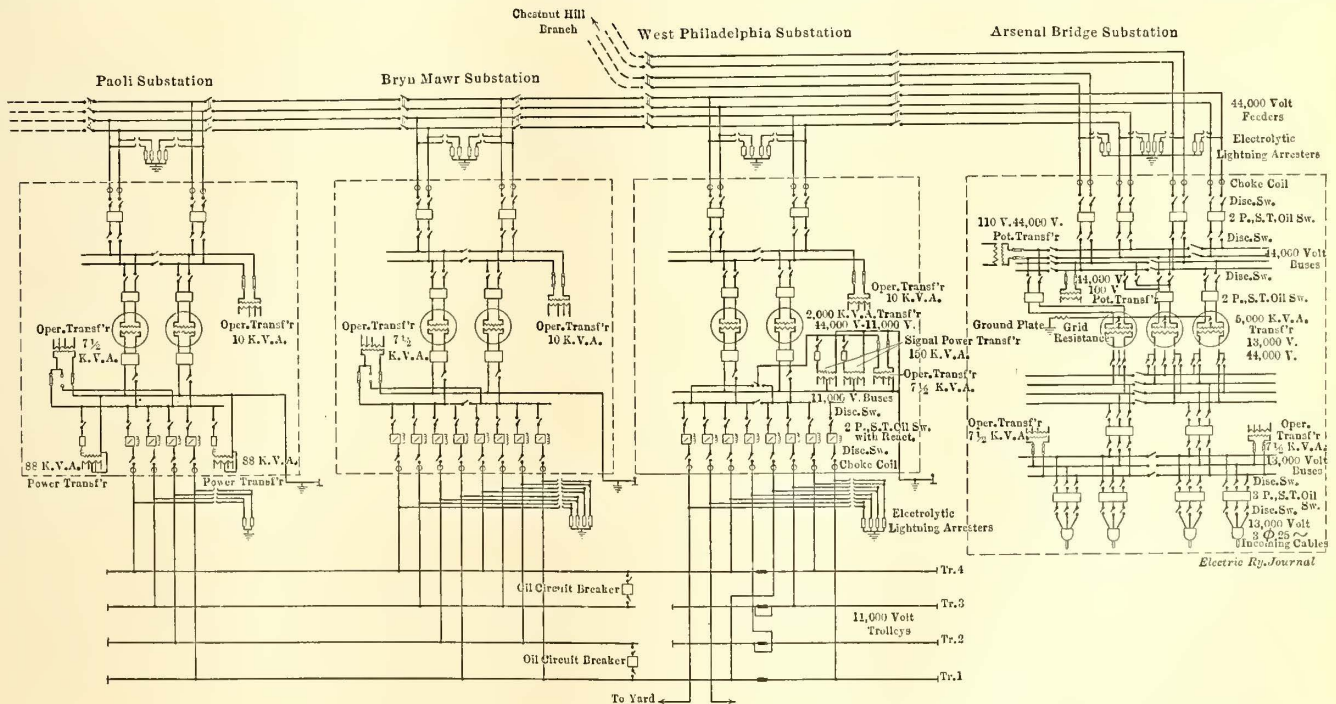 Chestnut Hill
Branch
West Philadelphia Substation
Arsenal Bridge Substation
Paoli Substation
Bryn Mawr Substation
44,000 Volt
Feeders
Electrolytic
Lightning Arresters
Choke Coil
Disc.Sw.
2 P.,S.T.Oil Sw.
Disc.Sw.
44,000 Volt
Buses
Disc.Sw.
2 P.,S.T.Oil Sw.
110 V. 44,000 V.
Pot.Transf'r
44,000 V.
100 V.
Pot.Transf'r
Ground Plate
Grid
Resistance
5,000 K.V.A.
Transf'r
13,000 V.
44,000 V.
Oper.Transf'r
7½ K.V.A.
Oper.
Transf'r
7½ K.V.A.
13,000 Volt
Buses
Disc.Sw.
3 P.,S.T.Oil
Sw.
Disc.Sw.
13,000 Volt
3 Φ 25 ~
Incoming Cables
Electric Ry.Journal
Oper.Transf'r
7½
K.V.A.
Oper.Transf'r
10 K.V.A.
88 K.V.A.
Power Transf'r
88 K.V.A.
Power Transf'r
Oper.Transf'r
7½
K.V.A.
Oper.Transf'r
10 K.V.A.
Oper.Transf'r
10 K.V.A.
2,000 K.V.A.Transf'r
44,000 V-11,000 V.
Signal Power Transf'r
150 K.V.A.
Oper.Transf'r
7½ K.V.A.
11,000 V.Buses
Disc.Sw.
2 P.,S.T.Oil Sw.
with React.
Disc.Sw.
Choke Coil
Electrolytic
Lightning Arresters
Tr.4
Oil Circuit Breaker
Tr.3
11,000 Volt
Trolleys
Tr.2
Oil Circuit Breaker
Tr.1
To Yard